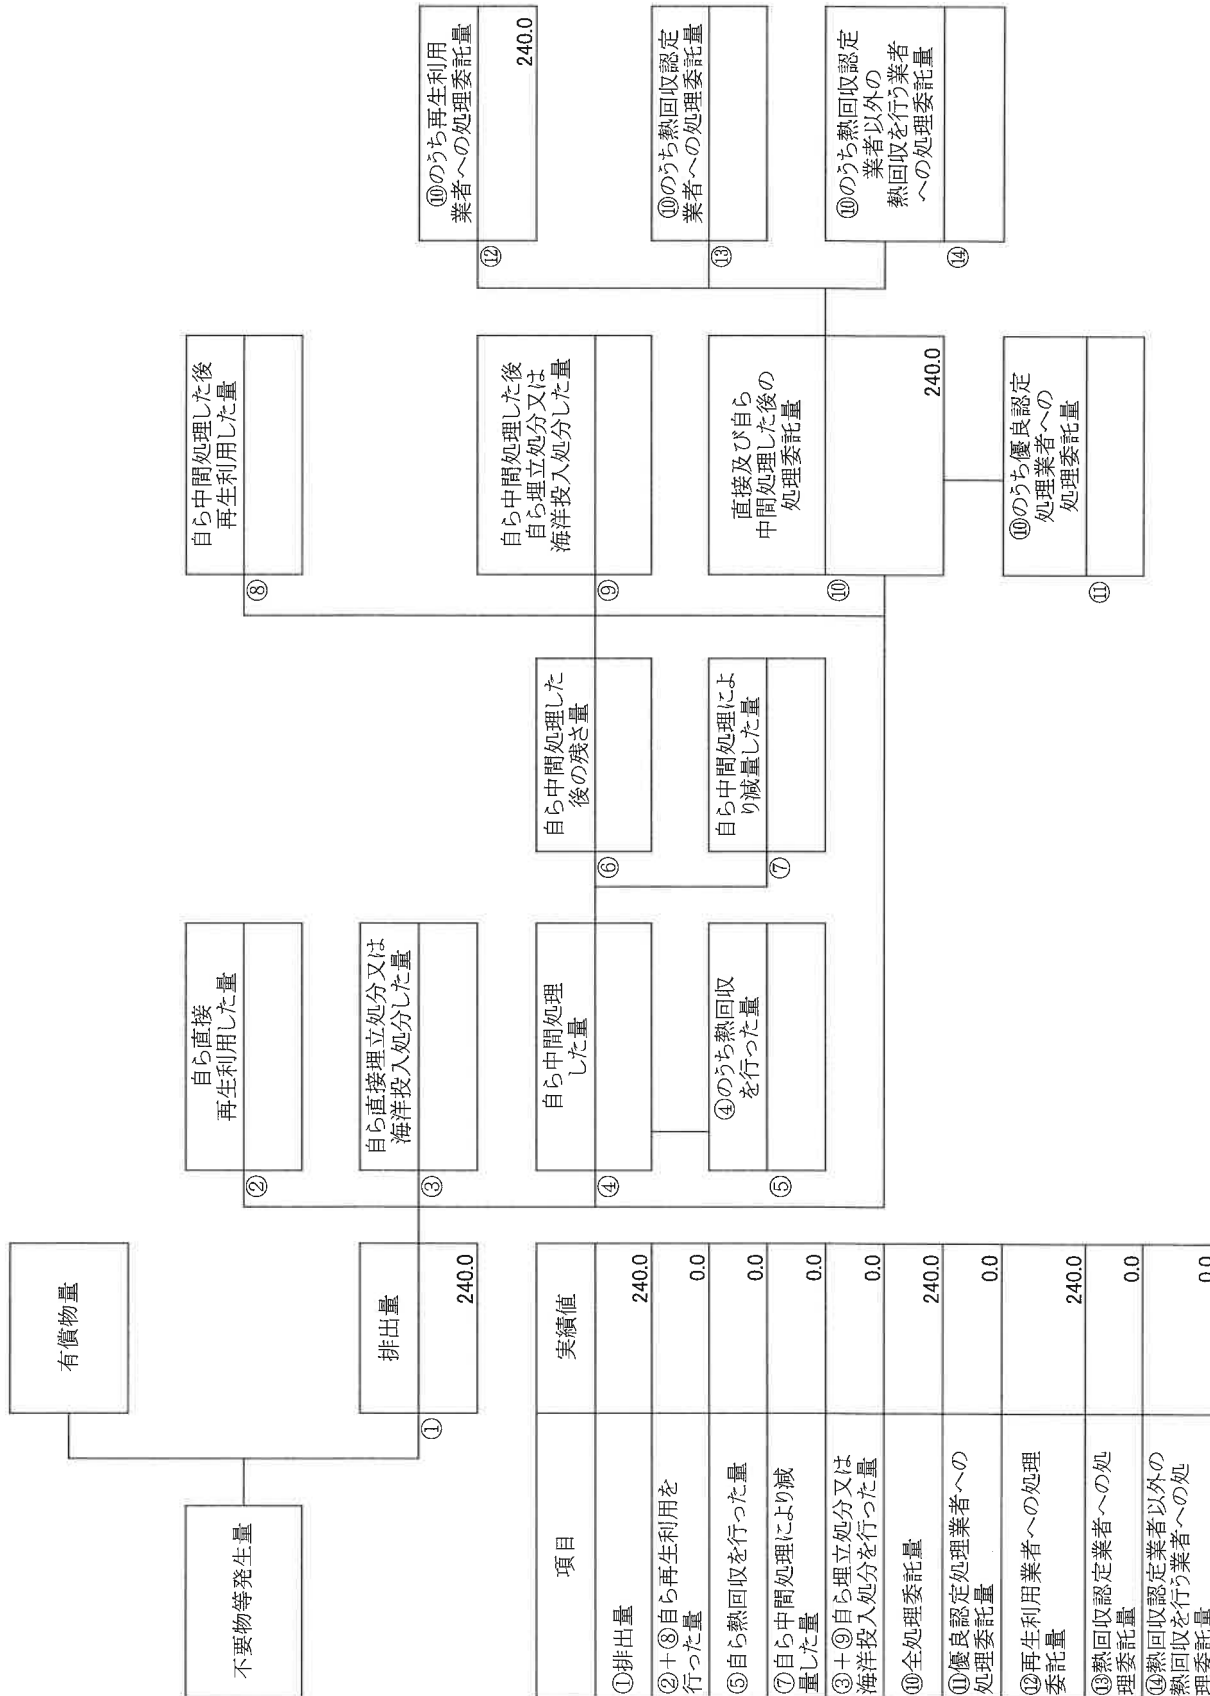 有償物量
不要物等発生量
排出量
①
240.0
自ら直接
再生利用した量
②
自ら直接埋立処分又は
海洋投入処分した量
③
自ら中間処理
した量
④
④のうち熱回収
を行った量
⑤
自ら中間処理した
後の残さ量
⑥
自ら中間処理によ
り減量した量
⑦
自ら中間処理した後
再生利用した量
⑧
自ら中間処理した後
自ら埋立処分又は
海洋投入処分した量
⑨
直接及び自ら
中間処理した後の
処理委託量
⑩
240.0
⑩のうち優良認定
処理業者への
処理委託量
⑪
⑩のうち再生利用
業者への処理委託量
⑫
240.0
⑩のうち熱回収認定
業者への処理委託量
⑬
⑩のうち熱回収認定
業者以外の
熱回収を行う業者
への処理委託量
⑭
項目
実績値
①排出量
240.0
②+⑧自ら再生利用を
行った量
0.0
⑤自ら熱回収を行った量
0.0
⑦自ら中間処理により減
量した量
0.0
③+⑨自ら埋立処分又は
海洋投入処分を行った量
0.0
⑩全処理委託量
240.0
⑪優良認定処理業者への
処理委託量
0.0
⑫再生利用業者への処理
委託量
240.0
⑬熱回収認定業者への処
理委託量
0.0
⑭熱回収認定業者以外の
熱回収を行う業者への処
理委託量
0.0